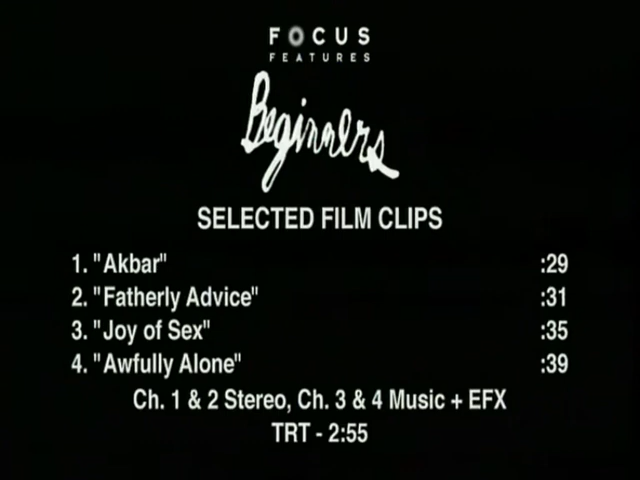 FOCUS
FEATURES
Beginners
SELECTED FILM CLIPS
1. "Akbar" :29
2. "Fatherly Advice" :31
3. "Joy of Sex" :35
4. "Awfully Alone" :39
Ch. 1 & 2 Stereo, Ch. 3 & 4 Music + EFX
TRT - 2:55